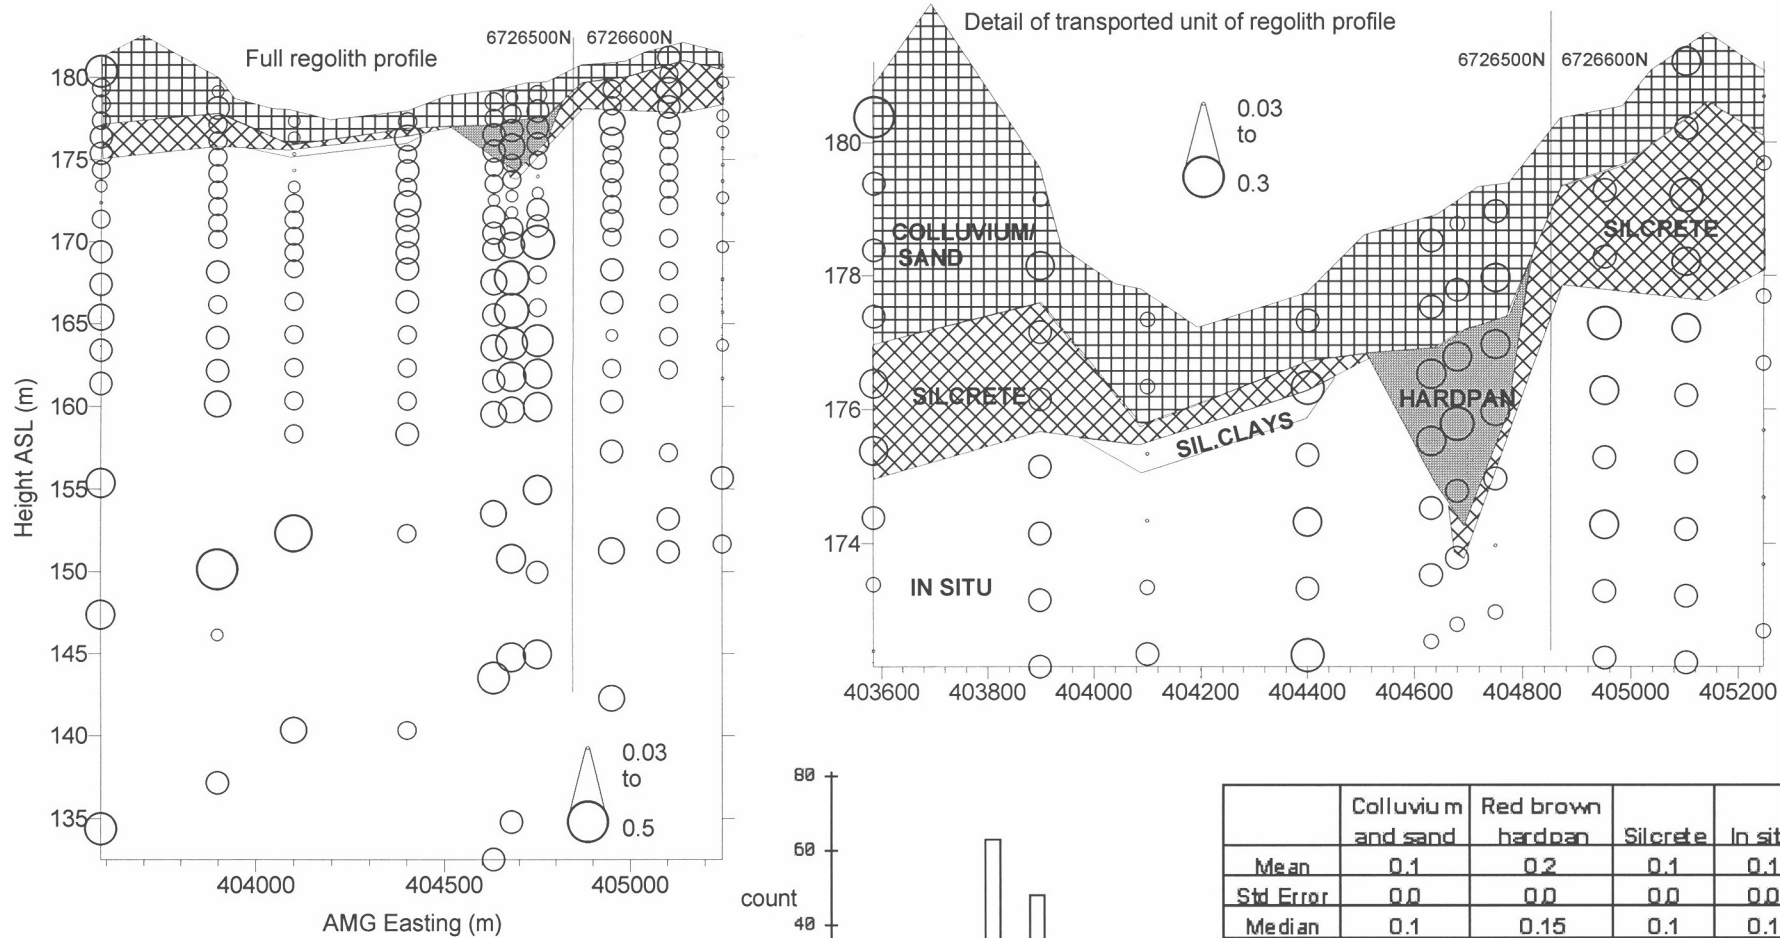 Full regolith profile
6726500N
6726600N
180
175
170
165
160
155
150
145
140
135
Height ASL (m)
0.03
to
0.5
404000
404500
405000
AMG Easting (m)
Detail of transported unit of regolith profile
6726500N
6726600N
0.03
to
0.3
180
178
176
174
COLLUVIUM/
SAND
SILCRETE
SIL.CLAYS
HARDPAN
SILCRETE
IN SITU
403600
403800
404000
404200
404400
404600
404800
405000
405200
80
60
40
count
Colluvium Red brown
and sand hardpan Silcrete In sit
Mean 0.1 0.2 0.1 0.1
Std Error 0.0 0.0 0.0 0.0
Median 0.1 0.15 0.1 0.1